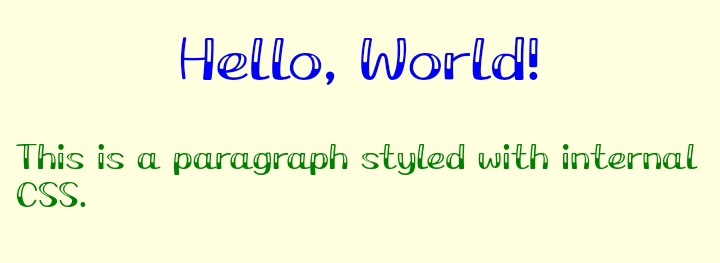 Hello, World!
This is a paragraph styled with internal
CSS.